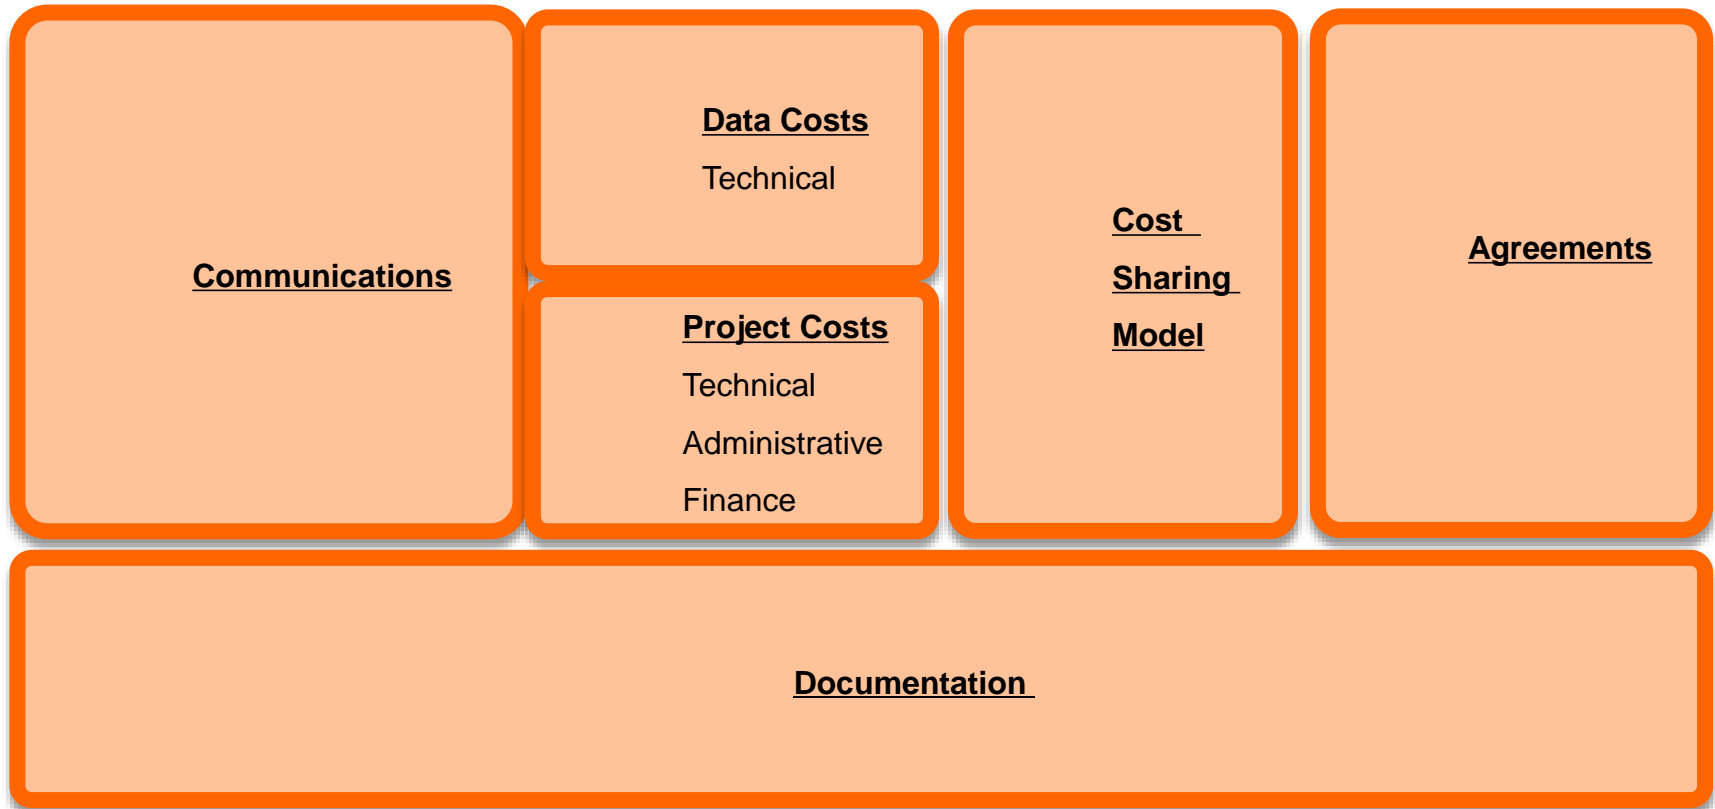 Communications
Data Costs
Technical
Project Costs
Technical
Administrative
Finance
Cost
Sharing
Model
Agreements
Documentation